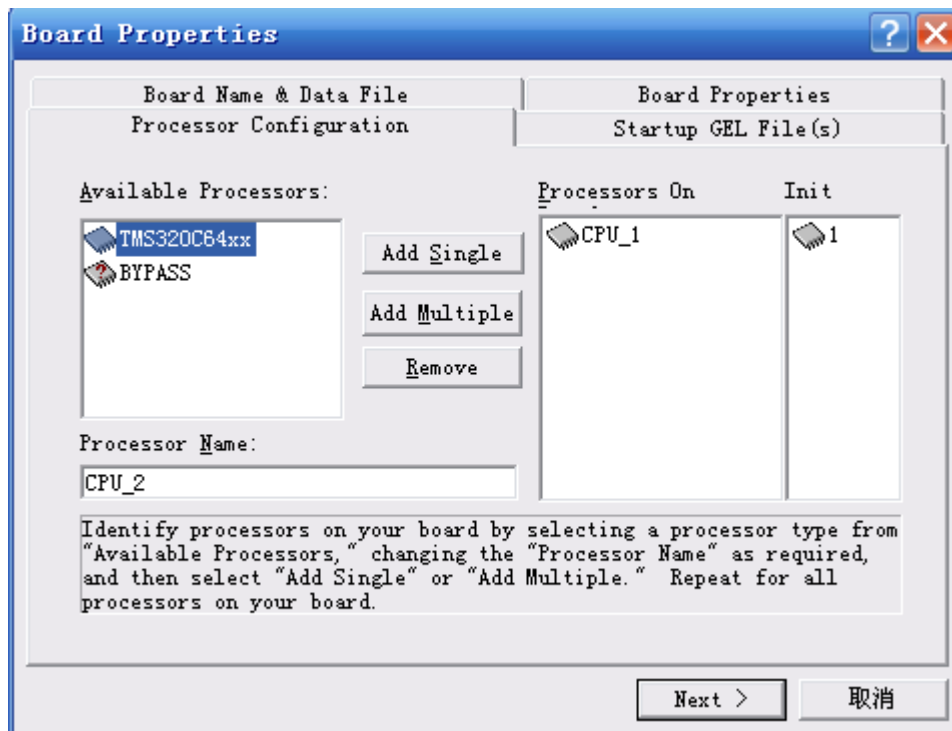 Board Properties
Board Name & Data File
Board Properties
Processor Configuration
Startup GEL File(s)
Available Processors:
Processors On
Init
TMS320C64xx
BYPASS
Add Single
Add Multiple
Remove
CPU_1
1
Processor Name:
CPU_2
Identify processors on your board by selecting a processor type from
"Available Processors," changing the "Processor Name" as required,
and then select "Add Single" or "Add Multiple." Repeat for all
processors on your board.
Next >
取消